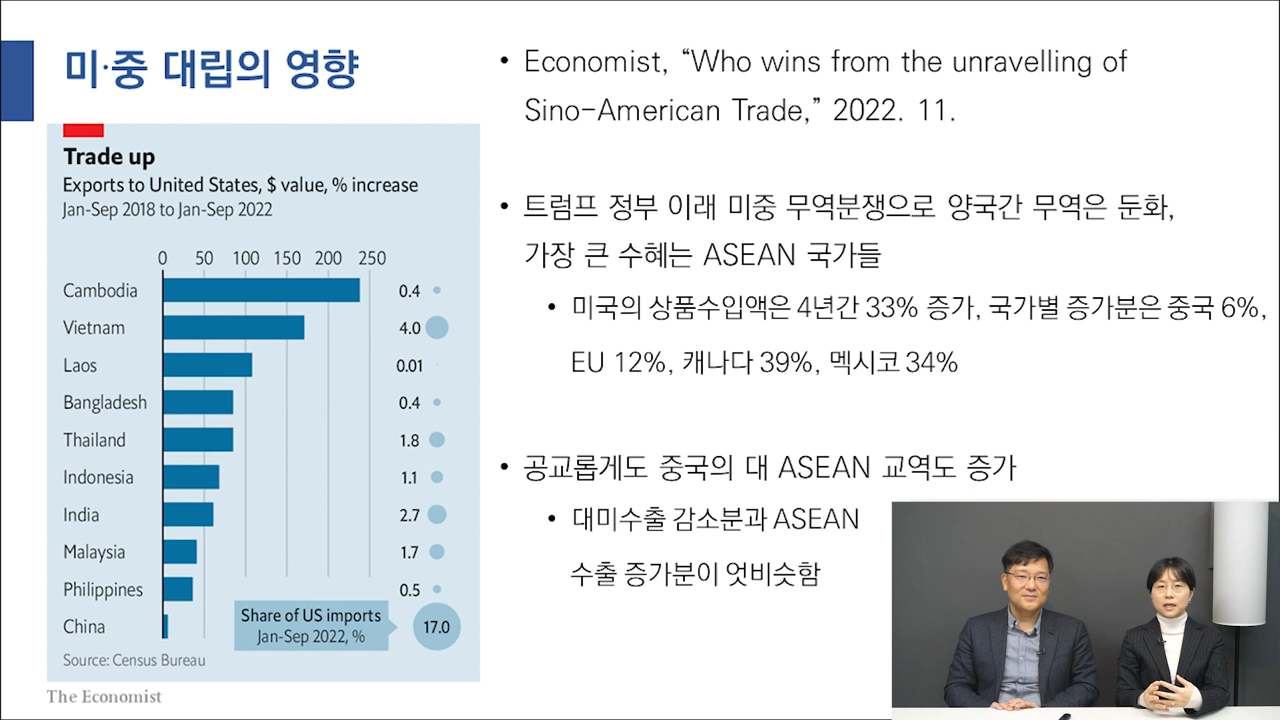 미·중 대립의 영향
Trade up
Exports to United States, $ value, % increase
Jan-Sep 2018 to Jan-Sep 2022
0 50 100 150 200 250
Cambodia 0.4
Vietnam 4.0
Laos 0.01
Bangladesh 0.4
Thailand 1.8
Indonesia 1.1
India 2.7
Malaysia 1.7
Philippines 0.5
China 17.0
Share of US imports
Jan-Sep 2022, %
Source: Census Bureau
The Economist
• Economist, “Who wins from the unravelling of
Sino-American Trade,” 2022. 11.
• 트럼프 정부 이래 미중 무역분쟁으로 양국간 무역은 둔화,
가장 큰 수혜는 ASEAN 국가들
• 미국의 상품수입액은 4년간 33% 증가, 국가별 증가분은 중국 6%,
EU 12%, 캐나다 39%, 멕시코 34%
• 공교롭게도 중국의 대 ASEAN 교역도 증가
• 대미수출 감소분과 ASEAN
수출 증가분이 엇비슷함